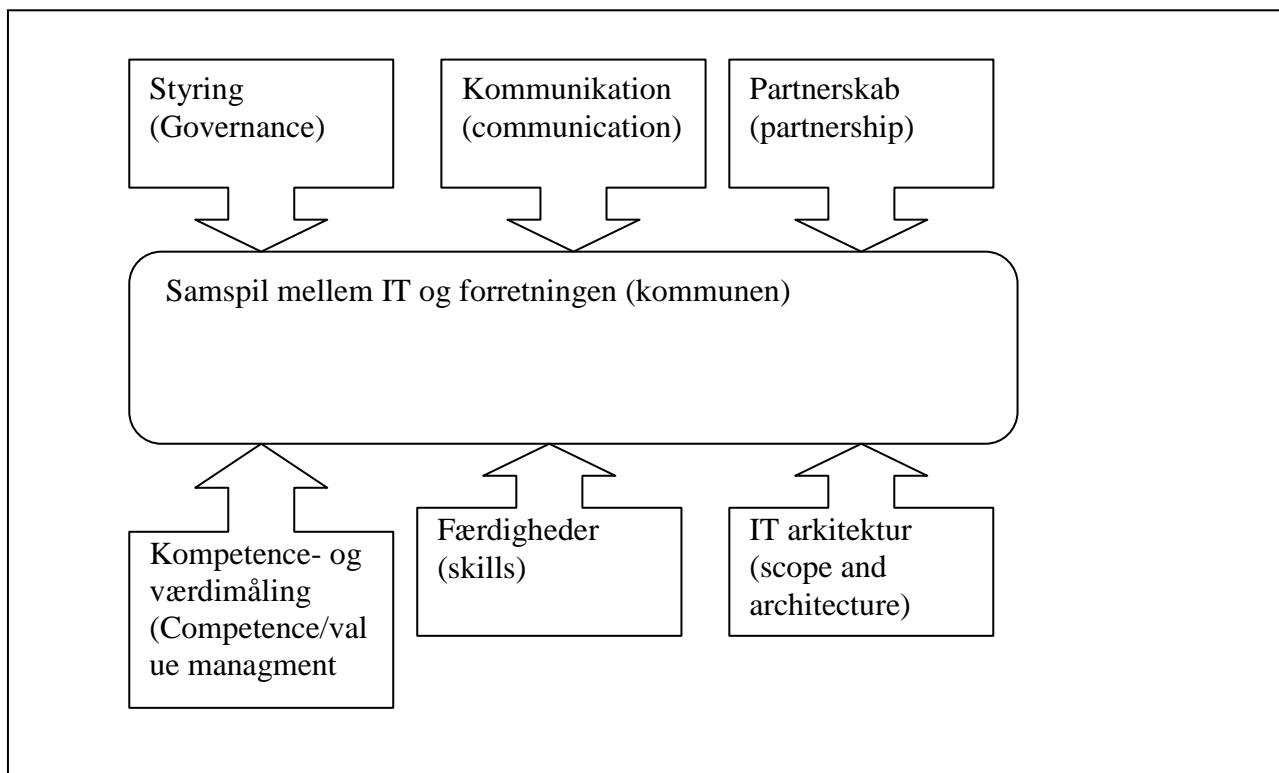 Styring
(Governance)
Kommunikation
(communication)
Partnerskab
(partnership)
Samspil mellem IT og forretningen (kommunen)
Kompetence- og
værdimåling
(Competence/val
ue managment
Færdigheder
(skills)
IT arkitektur
(scope and
architecture)